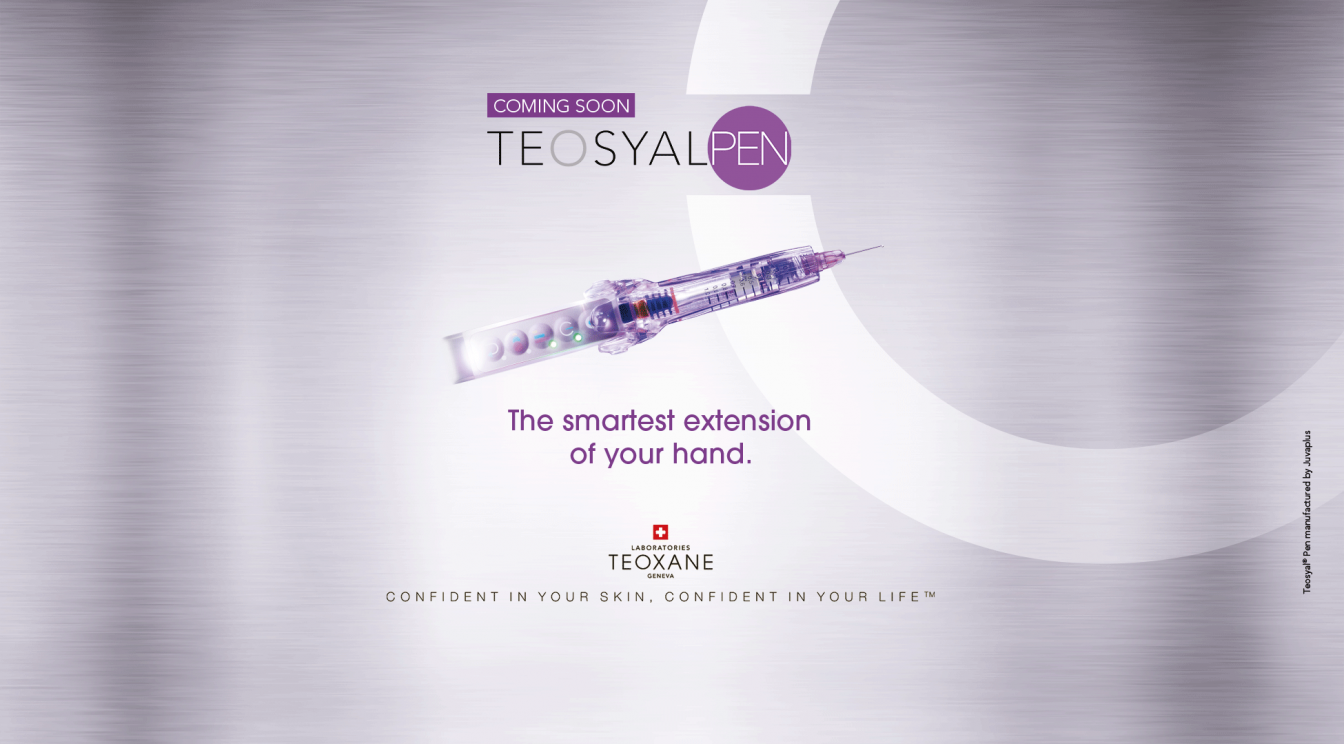 COMING SOON
TEOSYALPEN
The smartest extension
of your hand.
LABORATORIES
TEOXANE
GENEVA
CONFIDENT IN YOUR SKIN, CONFIDENT IN YOUR LIFE™
Teosyal® Pen manufactured by Juvaplus